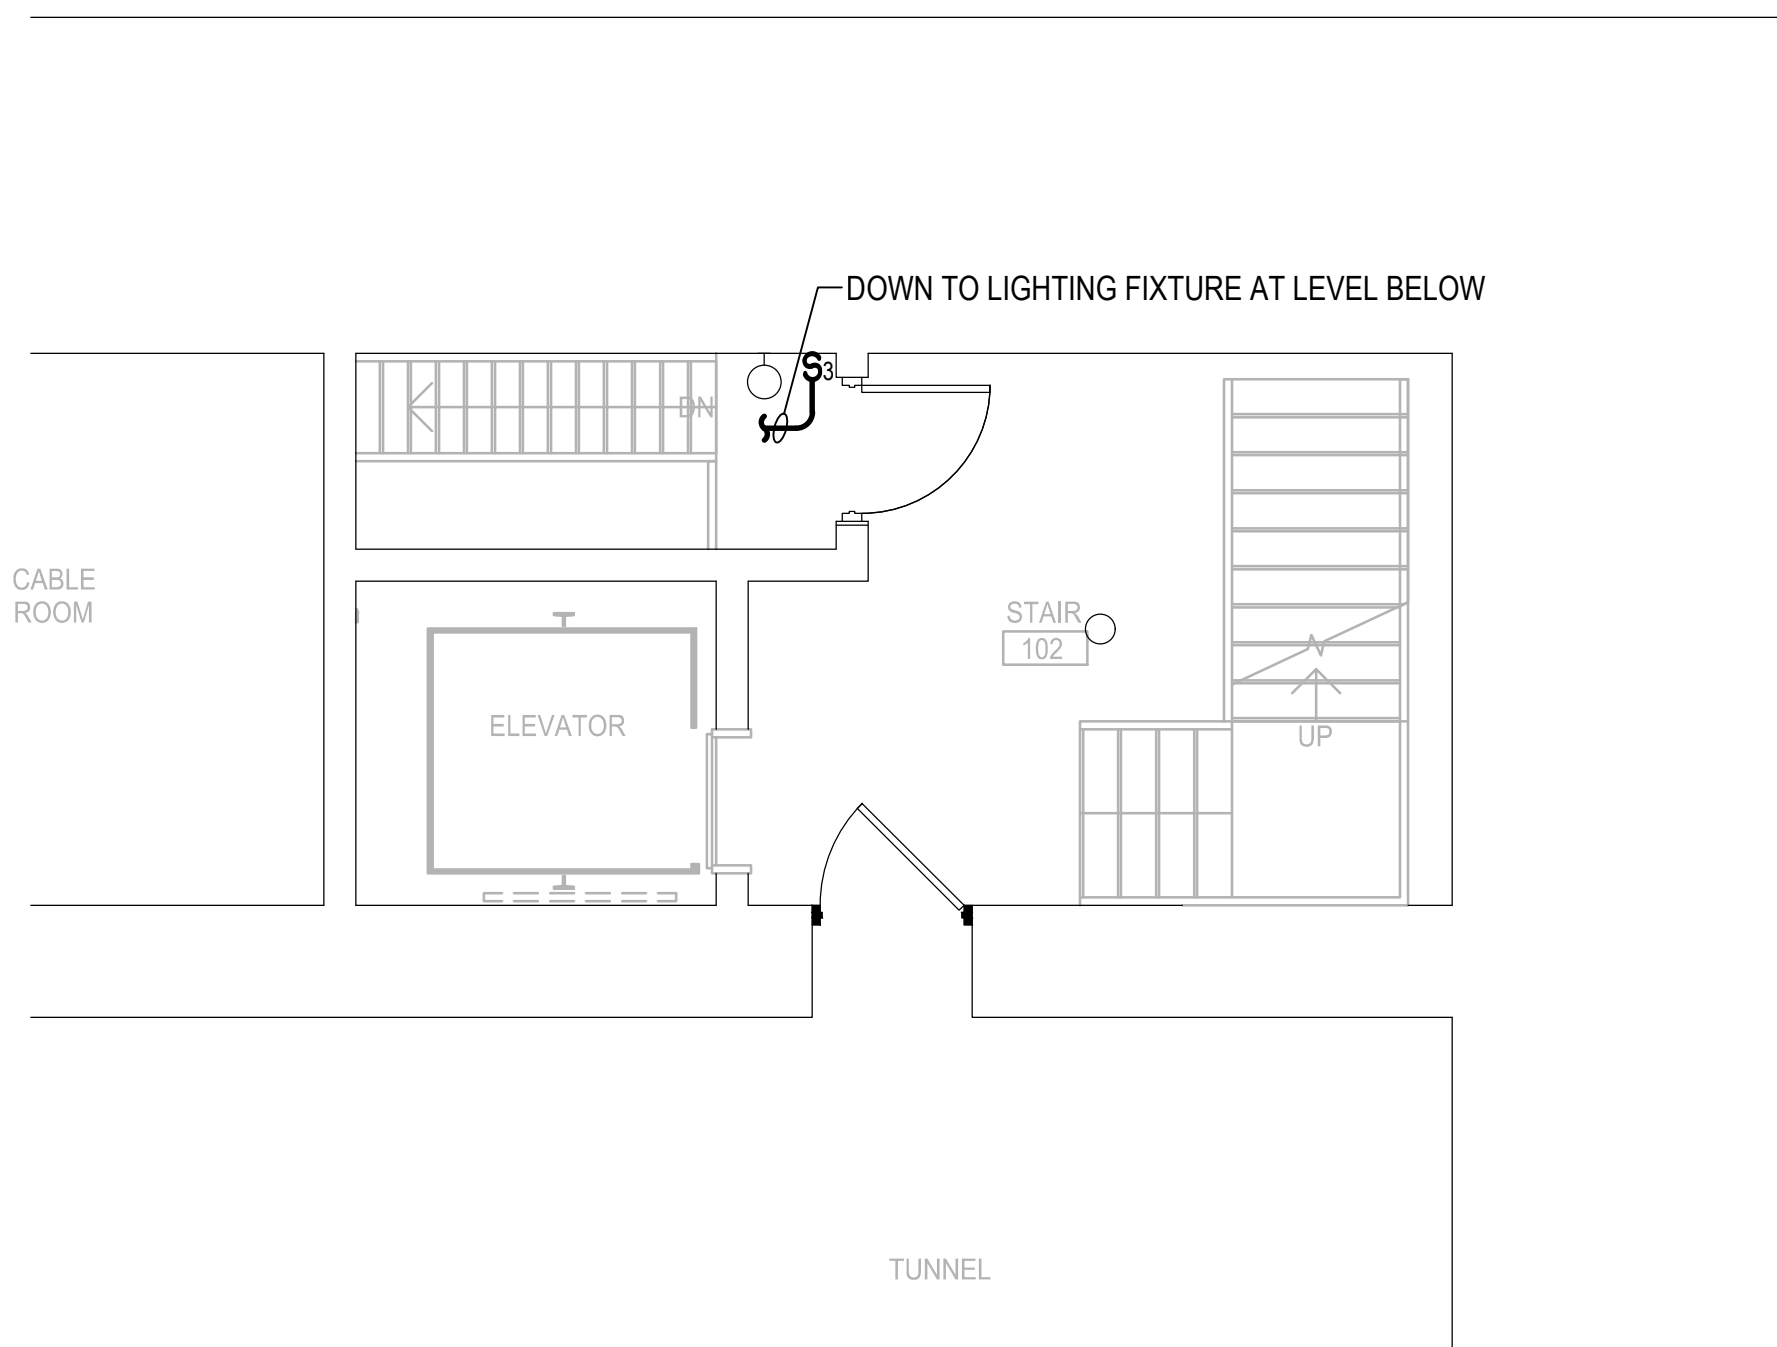 DOWN TO LIGHTING FIXTURE AT LEVEL BELOW
S3
DN
CABLE
ROOM
STAIR
102
ELEVATOR
UP
TUNNEL